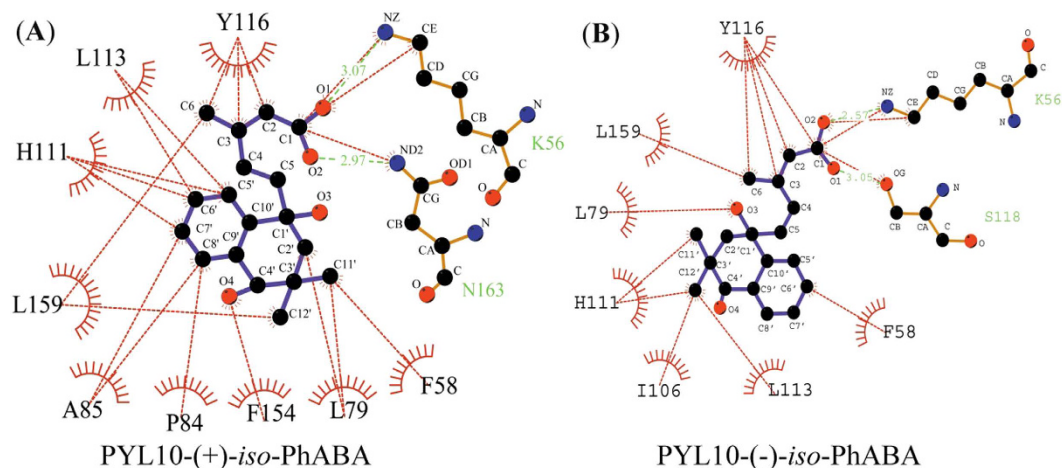 (A)
Y116
L113
H111
L159
A85
P84
F154
L79
F58
C6
C3
C2
C1
O1
O2
3.07
2.97
NZ
CE
CD
CG
CB
CA
N
C
O
K56
ND2
OD1
CG
CB
CA
N
C
O
N163
C4
C5
C5'
C6'
C7'
C8'
C9'
C10'
C1'
O3
C2'
C3'
C4'
O4
C11'
C12'
PYL10-(+)-iso-PhABA
(B)
Y116
L159
L79
H111
I106
L113
F58
O
C
CA
CB
CG
CD
CE
NZ
N
K56
2.57
3.05
O2
O1
C1
C2
C3
C6
C4
C5
O3
OG
CB
CA
N
C
O
S118
C11'
C2'
C1'
C12'
C3'
C10'
C5'
C4'
C9'
C6'
O4
C8'
C7'
PYL10-(-)-iso-PhABA